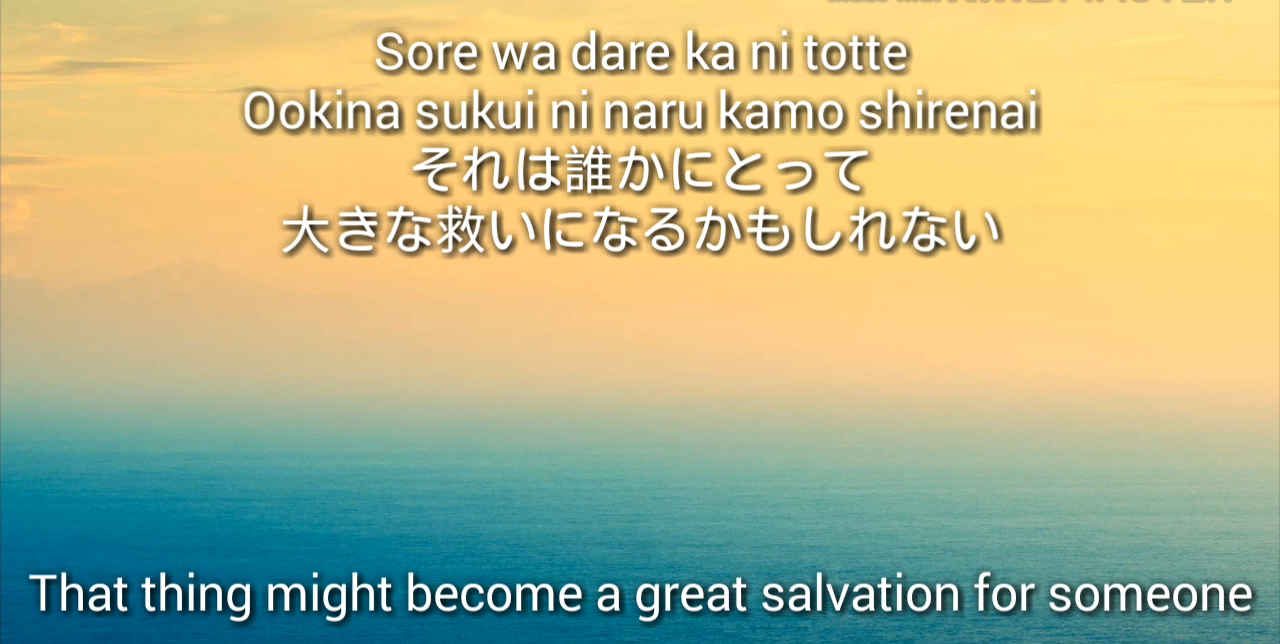 Sore wa dare ka ni totte
Ookina sukui ni naru kamo shirenai
それは誰かにとって
大きな救いになるかもしれない
That thing might become a great salvation for someone